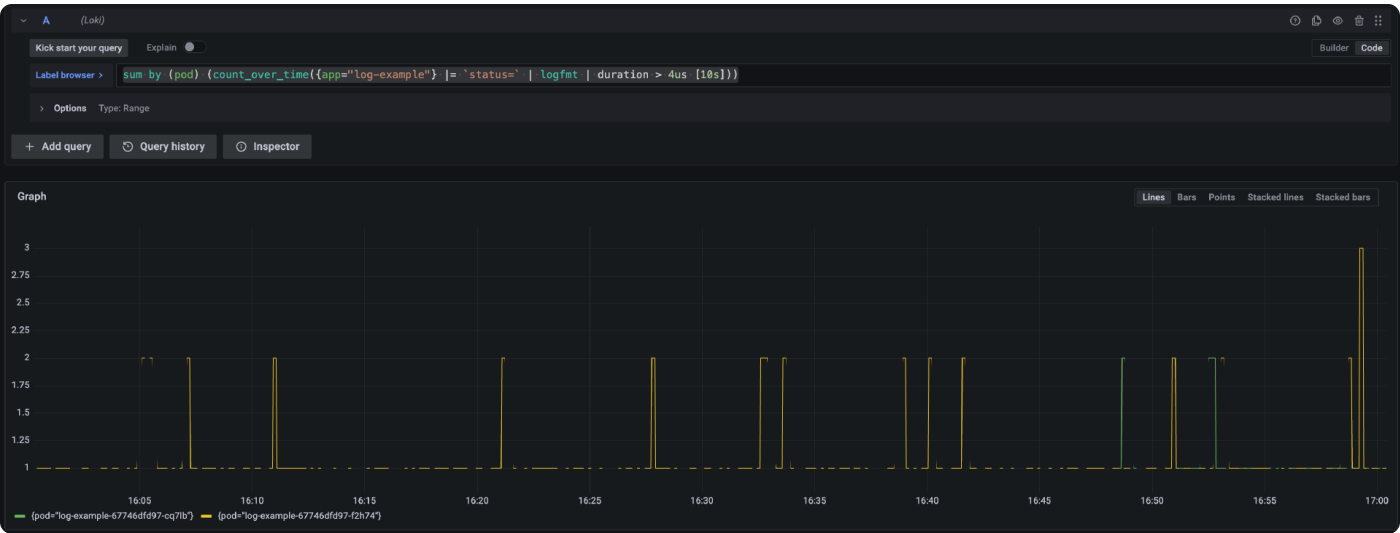 A (Loki)
Kick start your query Explain Builder Code
Label browser > sum by (pod) (count_over_time({app="log-example"} |= `status=` | logfmt | duration > 4us [10s]))
> Options Type: Range
+ Add query Query history Inspector
Graph Lines Bars Points Stacked lines Stacked bars
3
2.75
2.5
2.25
2
1.75
1.5
1.25
1
16:05 16:10 16:15 16:20 16:25 16:30 16:35 16:40 16:45 16:50 16:55 17:00
{pod="log-example-67746dfd97-cq7lb"} {pod="log-example-67746dfd97-f2h74"}